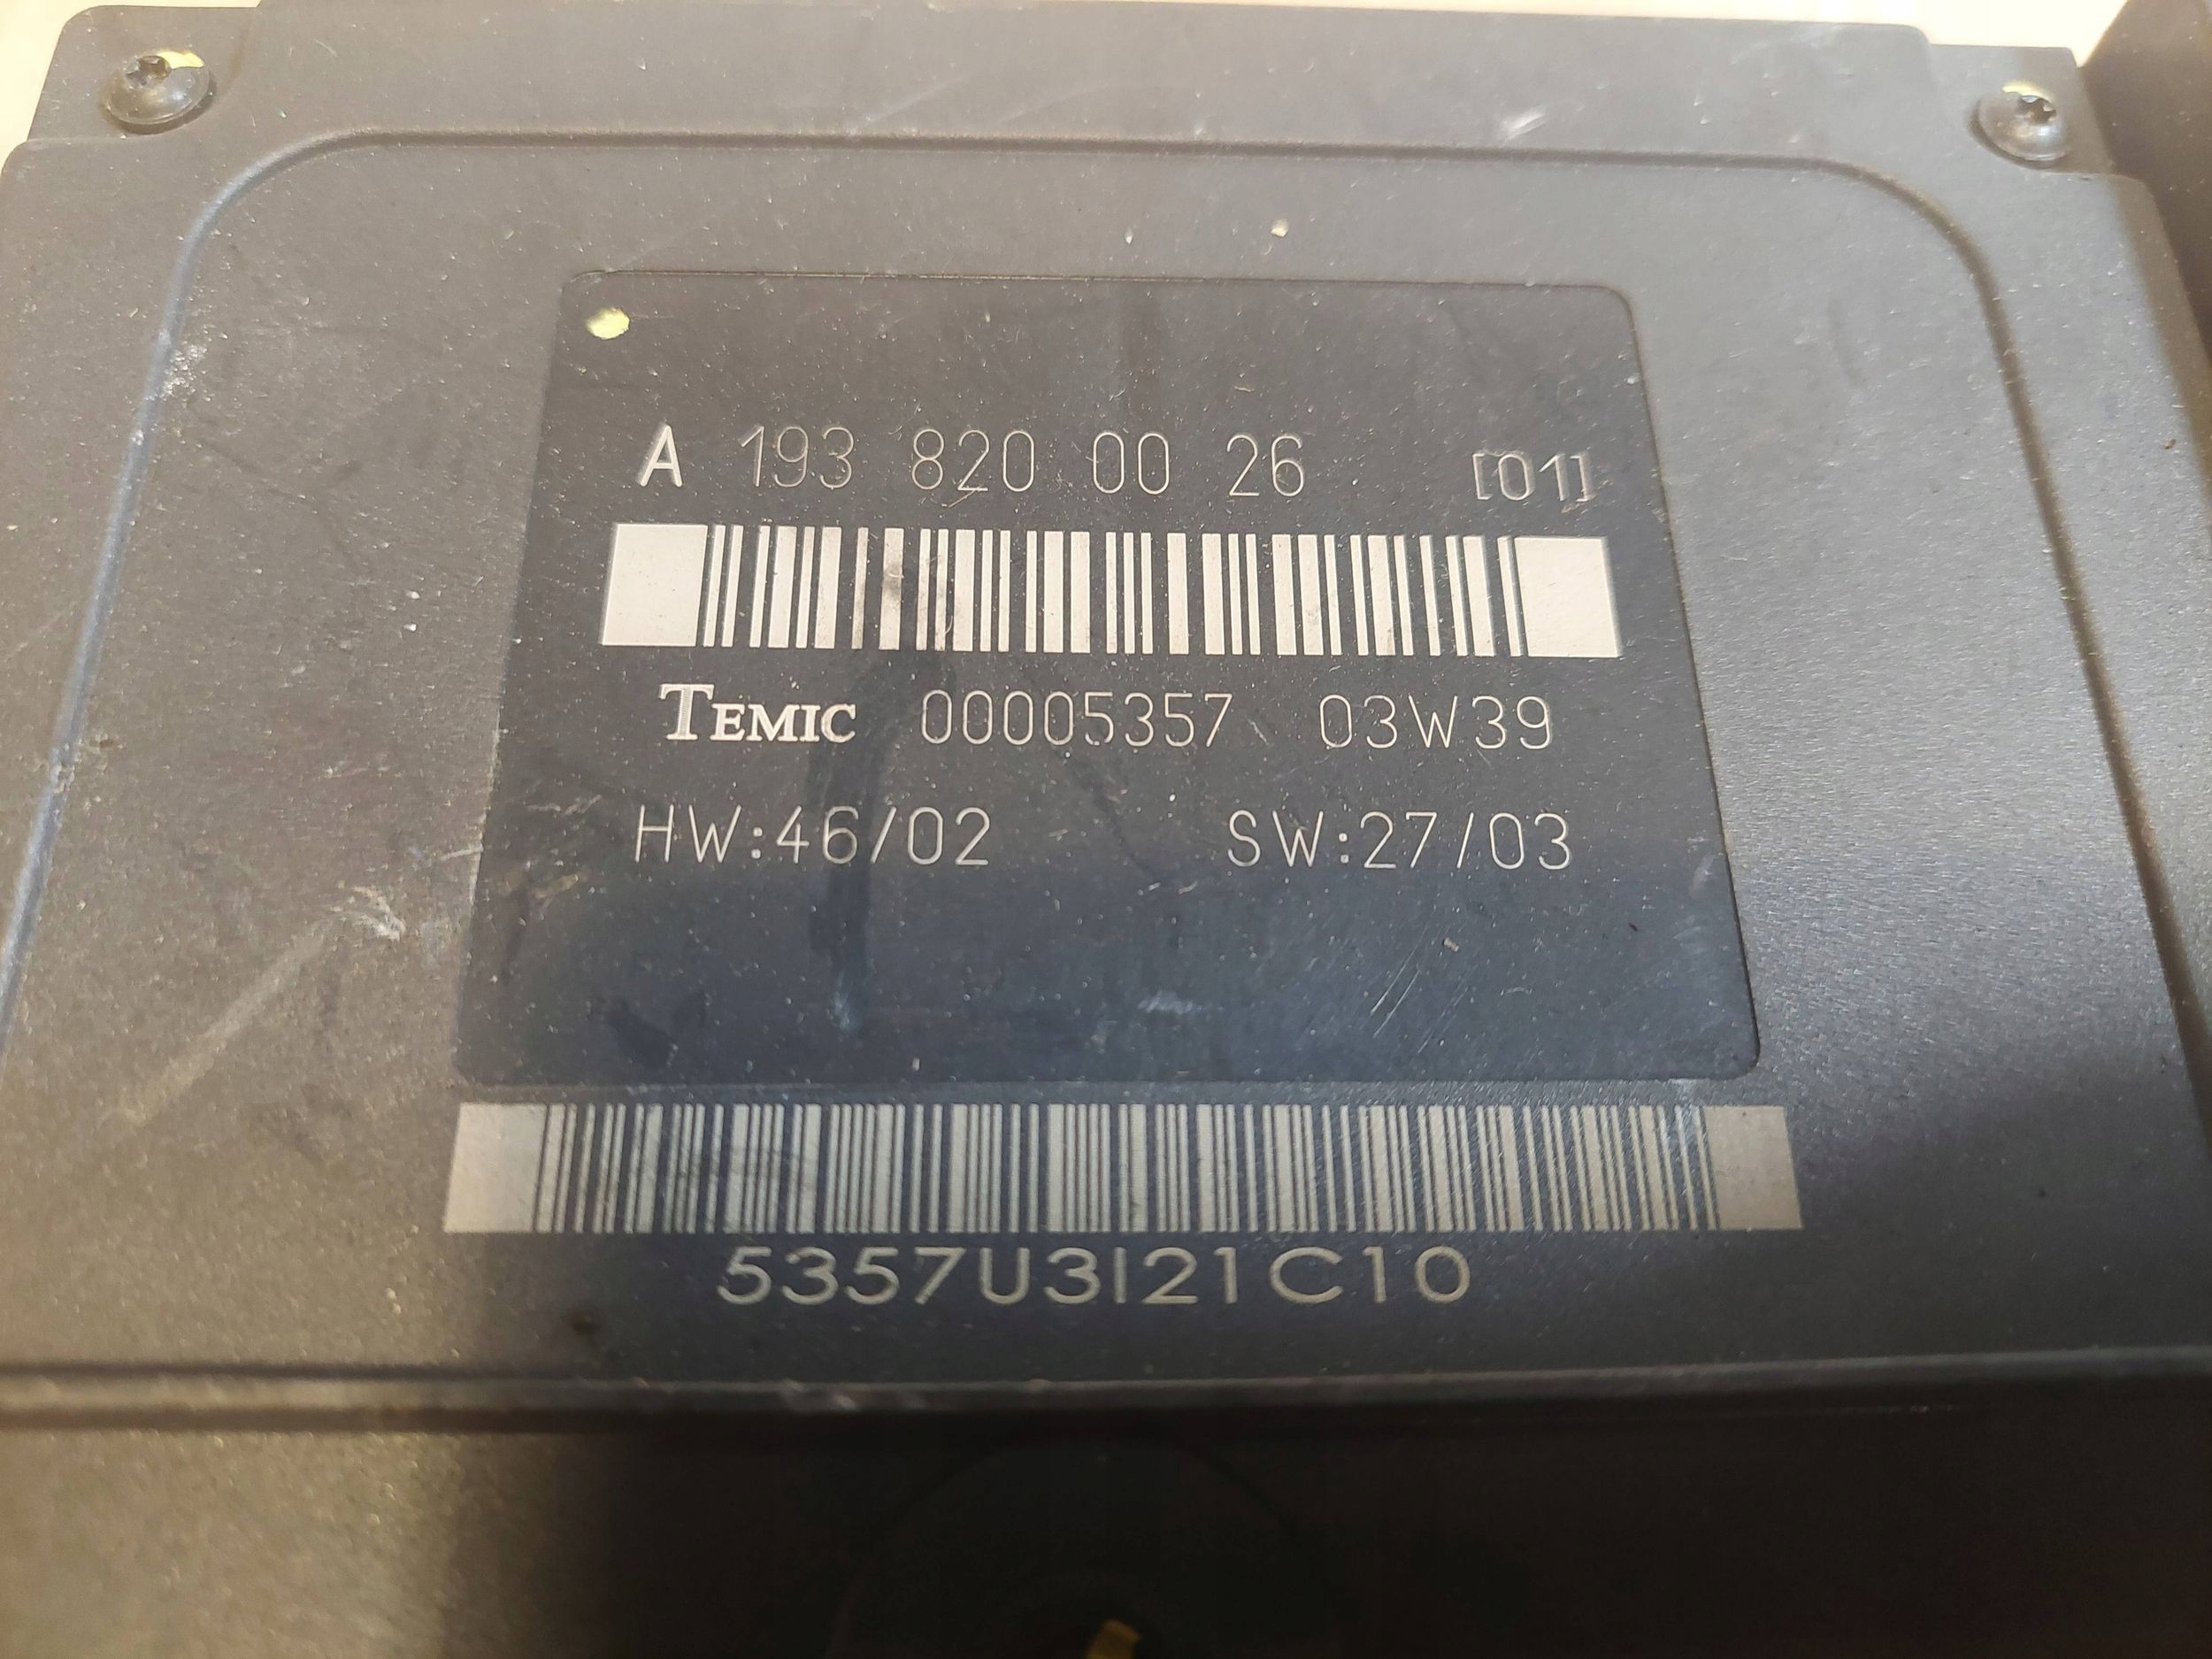 A 193 820 00 26 [01]
TEMIC 00005357 03W39
HW:46/02 SW:27/03
5357U3I21C10